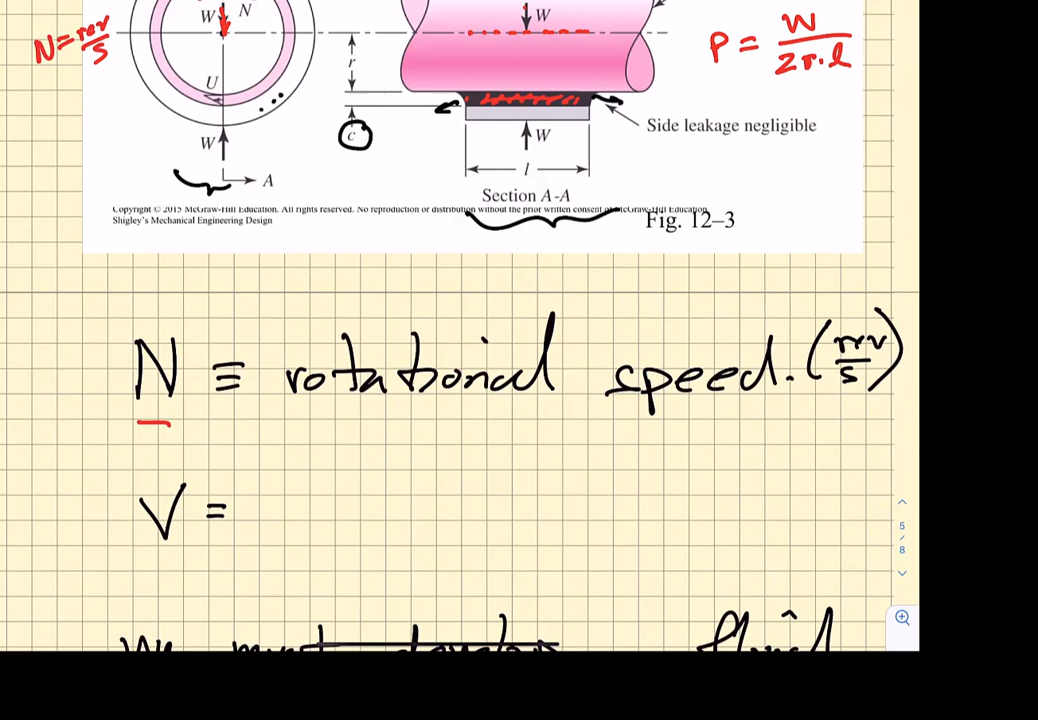 W N
N = rev/s
W
P = W / 2r.l
r
U
c
Side leakage negligible
W
W
l
A
Section A-A
Copyright © 2015 McGraw-Hill Education. All rights reserved. No reproduction or distribution without the prior written consent of McGraw-Hill Education.
Shigley's Mechanical Engineering Design
Fig. 12–3
N ≡ rotational speed. (rev/s)
V =
5
/
8
We must